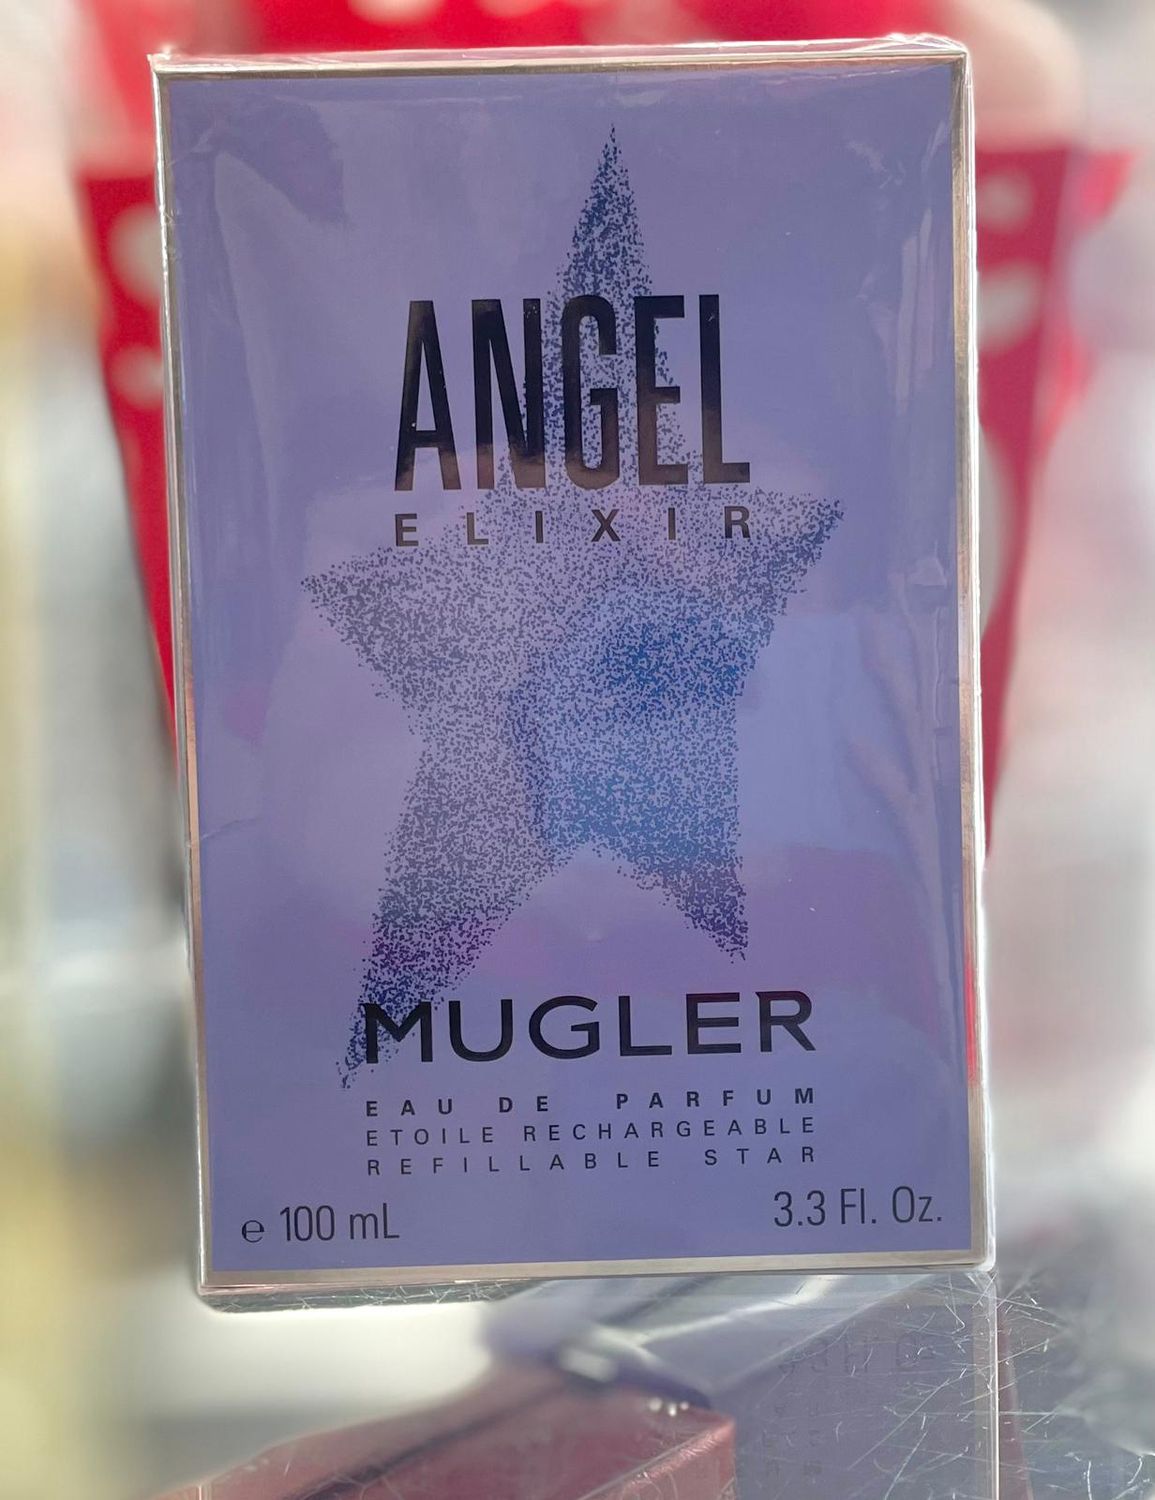 ANGEL
ELIXIR
MUGLER
EAU DE PARFUM
ETOILE RECHARGEABLE
REFILLABLE STAR
e 100 mL 3.3 Fl. Oz.